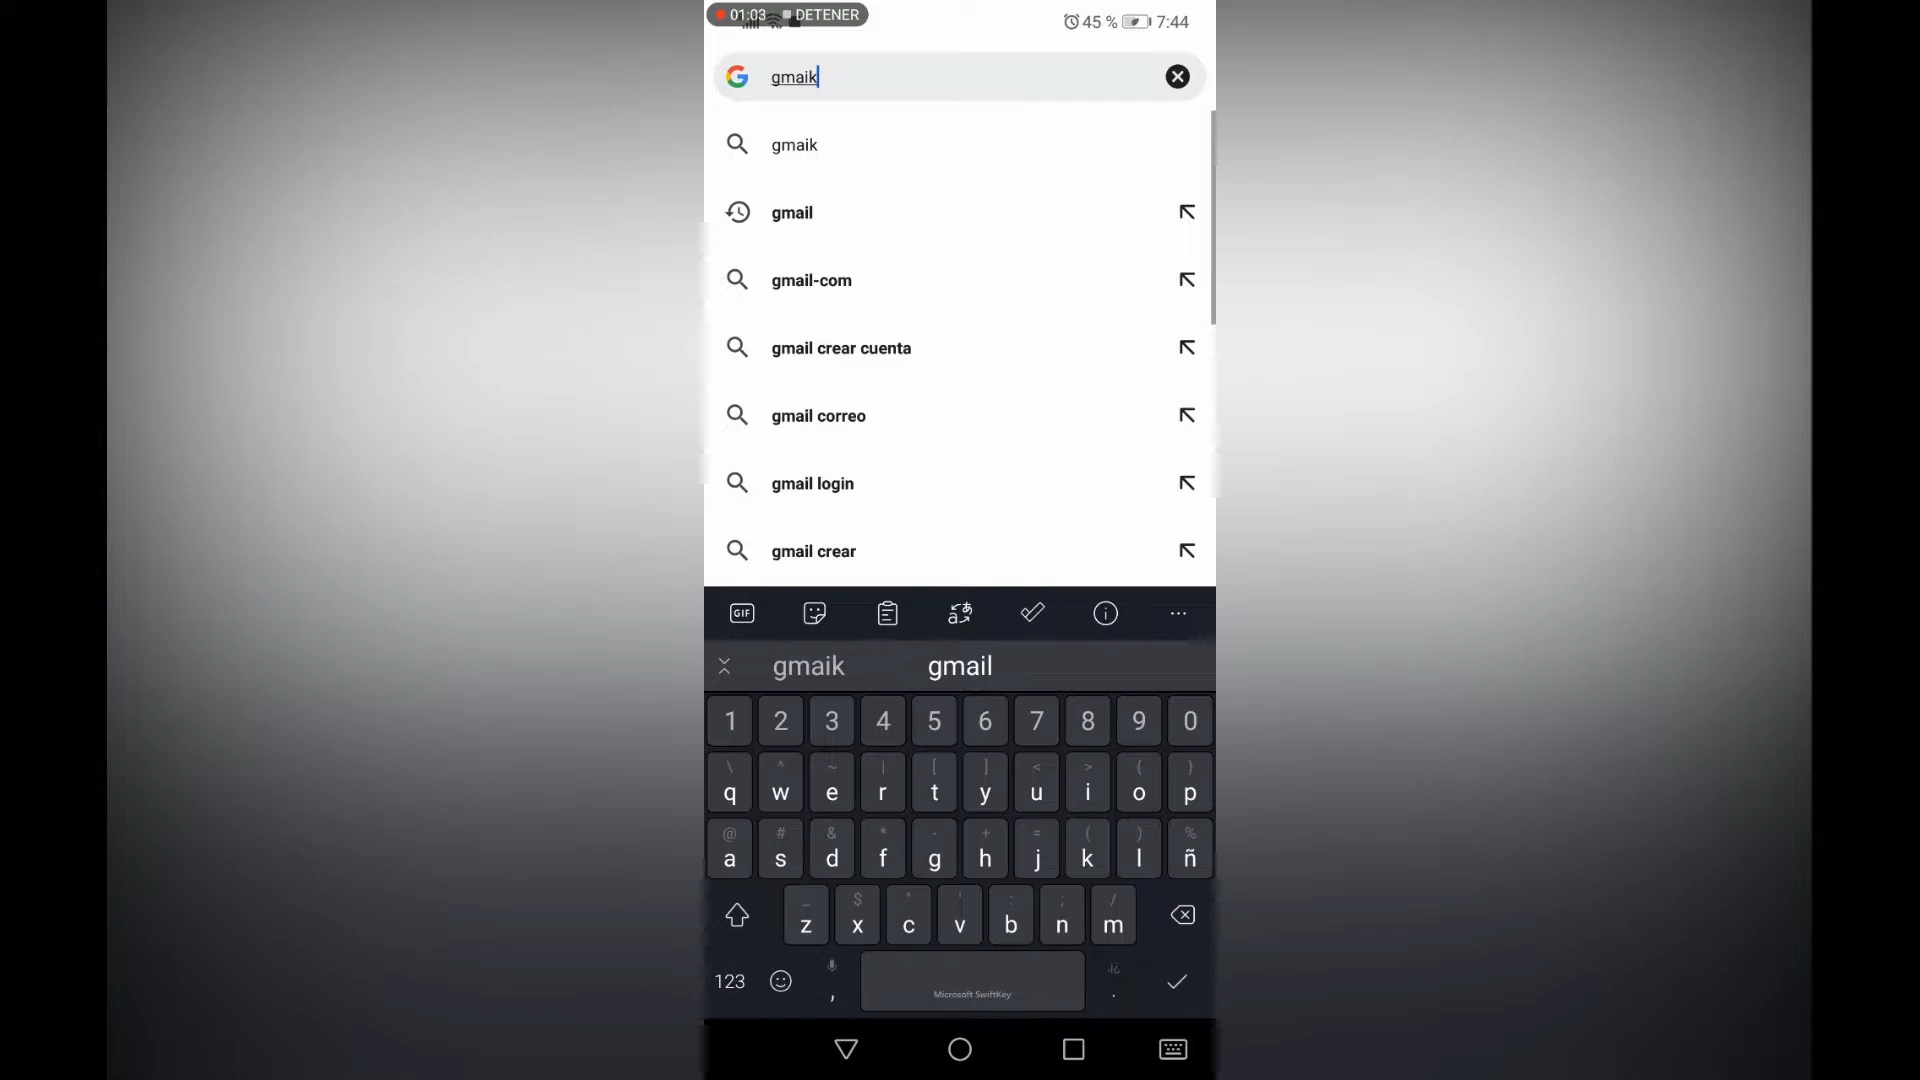 01:03 DETENER 45 % 7:44
gmaik
gmaik
gmail
gmail-com
gmail crear cuenta
gmail correo
gmail login
gmail crear
GIF
gmaik gmail
1 2 3 4 5 6 7 8 9 0
\ ^ ~ | [ ] < > { }
q w e r t y u i o p
@ # & * - + = ( ) %
a s d f g h j k l ñ
_ $ " ' : ; /
z x c v b n m
123 , Microsoft SwiftKey .